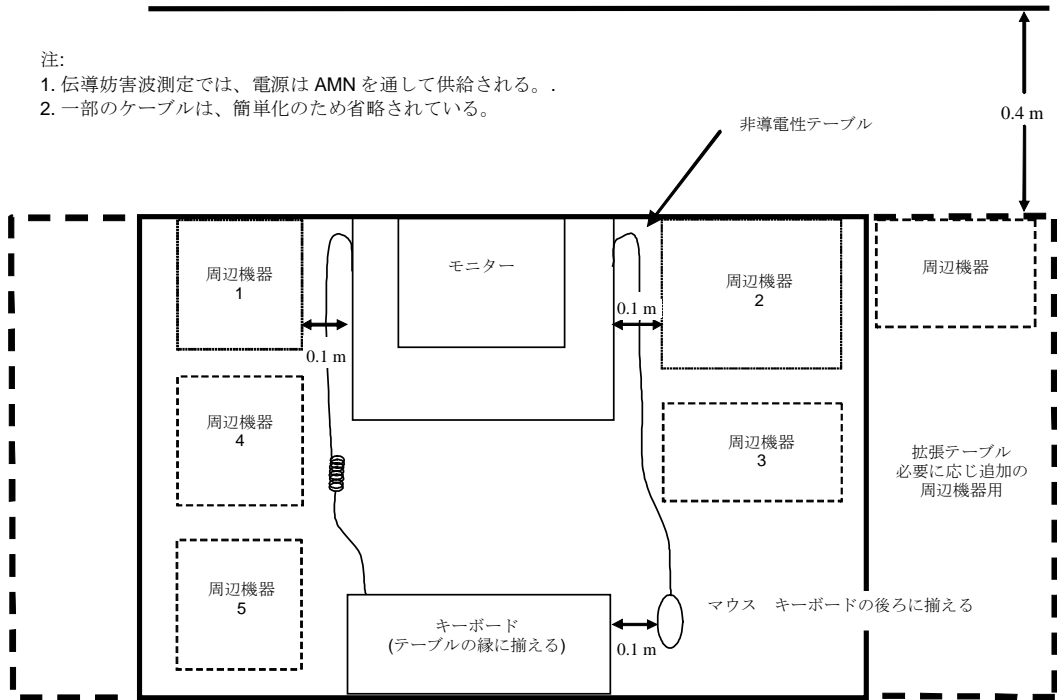 注:
1. 伝導妨害波測定では、電源は AMN を通して供給される。.
2. 一部のケーブルは、簡単化のため省略されている。
0.4 m
非導電性テーブル
周辺機器
1
モニター
周辺機器
2
周辺機器
0.1 m
0.1 m
周辺機器
4
周辺機器
3
拡張テーブル
必要に応じ追加の
周辺機器用
周辺機器
5
キーボード
(テーブルの縁に揃える)
マウス　キーボードの後ろに揃える
0.1 m